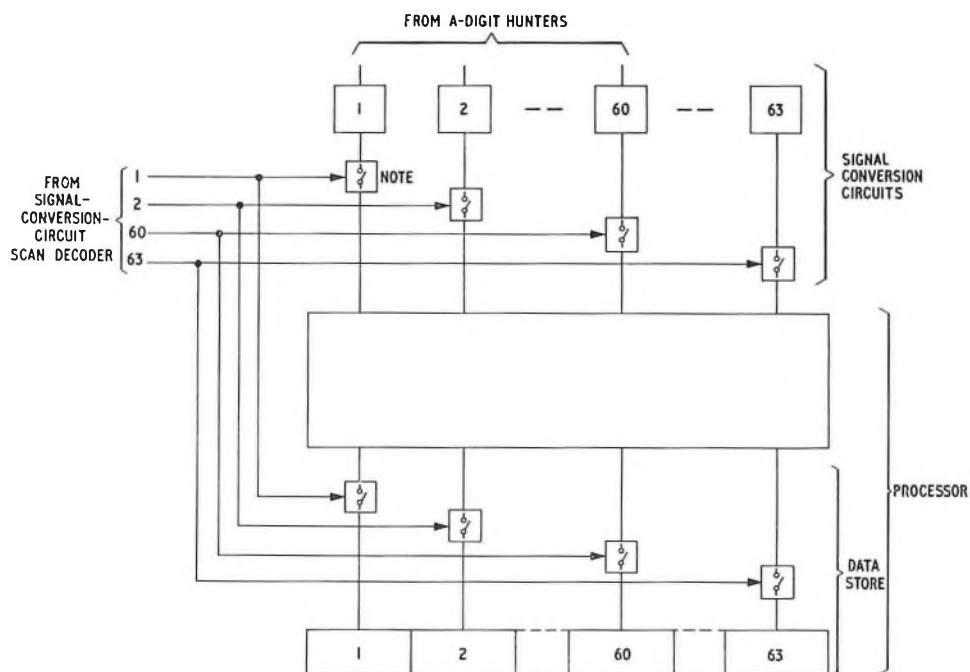 FROM A-DIGIT HUNTERS
1
2
60
63
SIGNAL
CONVERSION
CIRCUITS
FROM
SIGNAL-
CONVERSION-
CIRCUIT
SCAN DECODER
1
2
60
63
NOTE
PROCESSOR
DATA
STORE
1
2
60
63